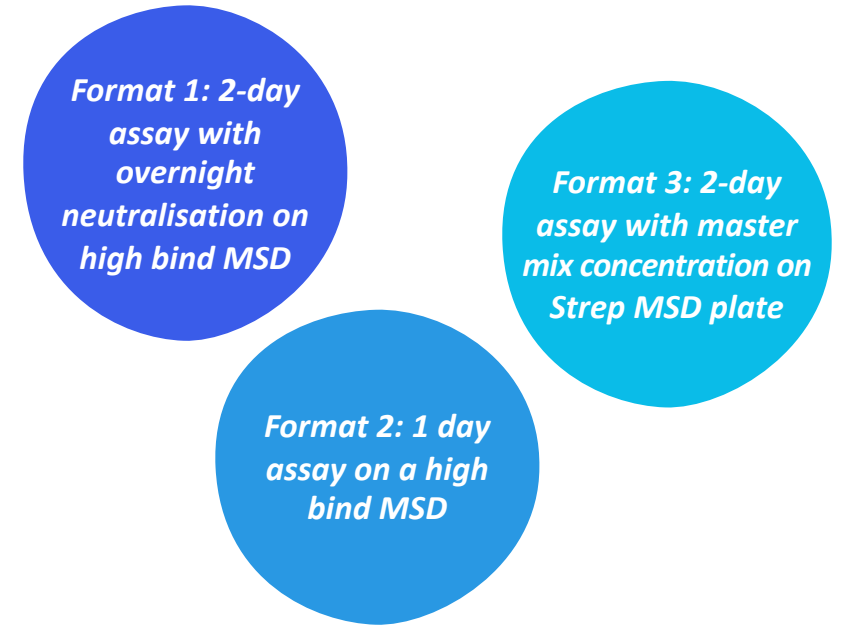 Format 1: 2-day
assay with
overnight
neutralisation on
high bind MSD
Format 3: 2-day
assay with master
mix concentration on
Strep MSD plate
Format 2: 1 day
assay on a high
bind MSD